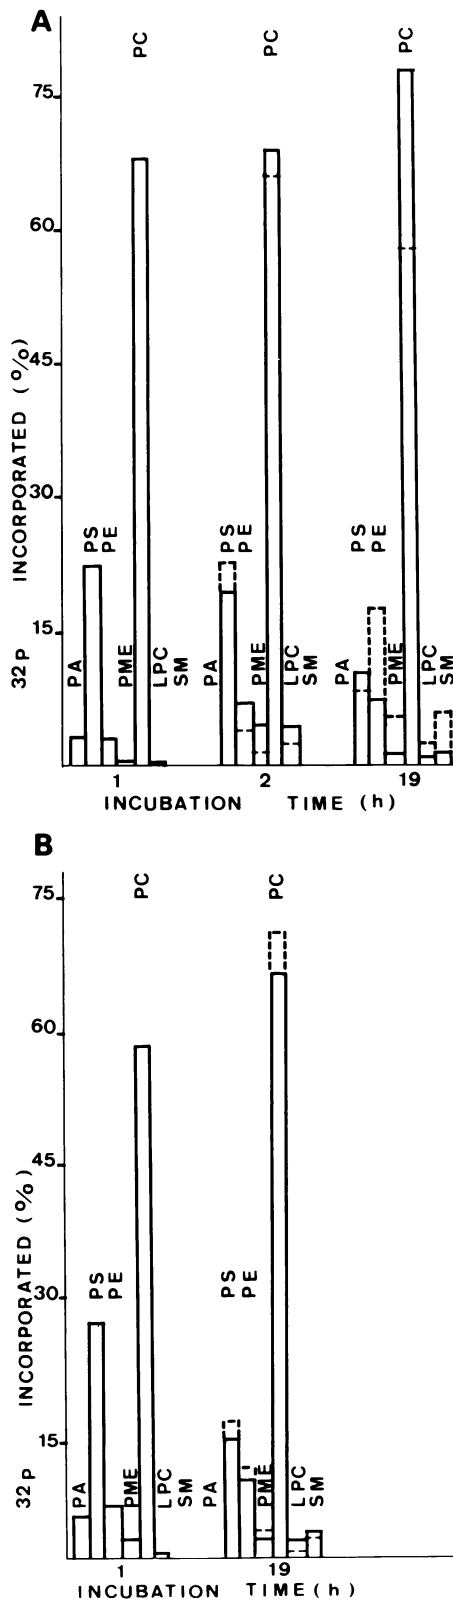 A
PC PC PC
75
60
45
30
15
32P INCORPORATED (%)
PA PS PE PME LPC SM
PA PS PE PME LPC SM
PA PS PE PME LPC SM
1 2 19
INCUBATION TIME (h)
B
PC PC
75
60
45
30
15
32P INCORPORATED (%)
PA PS PE PME LPC SM
PA PS PE PME LPC SM
1 19
INCUBATION TIME (h)